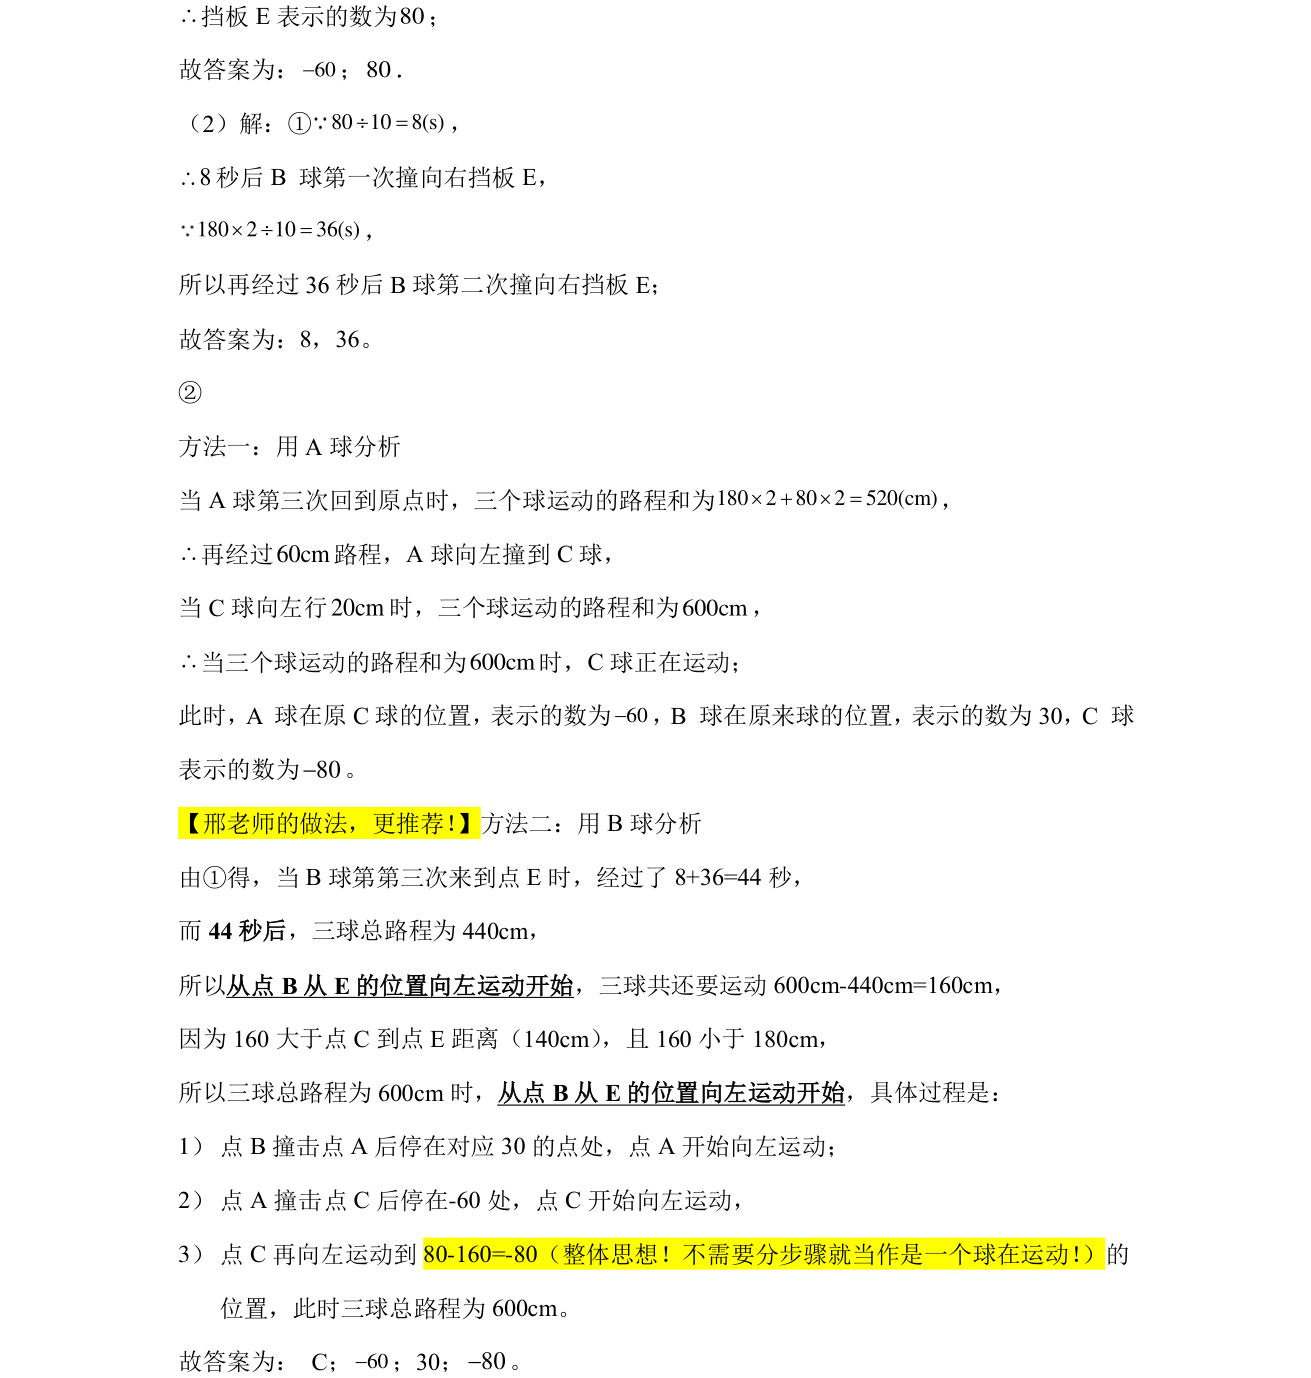 ∴挡板 E 表示的数为80；
故答案为：−60；80．
（2）解：①∵80÷10=8(s)，
∴8秒后 B 球第一次撞向右挡板 E，
∵180×2÷10=36(s)，
所以再经过 36 秒后 B 球第二次撞向右挡板 E；
故答案为：8，36。
②
方法一：用 A 球分析
当 A 球第三次回到原点时，三个球运动的路程和为180×2+80×2=520(cm)，
∴再经过60cm路程，A 球向左撞到 C 球，
当 C 球向左行20cm时，三个球运动的路程和为600cm，
∴当三个球运动的路程和为600cm时，C 球正在运动；
此时，A 球在原 C 球的位置，表示的数为−60，B 球在原来球的位置，表示的数为 30，C 球
表示的数为−80。
【邢老师的做法，更推荐！】方法二：用 B 球分析
由①得，当 B 球第第三次来到点 E 时，经过了 8+36=44 秒，
而 44 秒后，三球总路程为 440cm，
所以从点 B 从 E 的位置向左运动开始，三球共还要运动 600cm-440cm=160cm，
因为 160 大于点 C 到点 E 距离（140cm），且 160 小于 180cm，
所以三球总路程为 600cm 时，从点 B 从 E 的位置向左运动开始，具体过程是：
1） 点 B 撞击点 A 后停在对应 30 的点处，点 A 开始向左运动；
2） 点 A 撞击点 C 后停在-60 处，点 C 开始向左运动，
3） 点 C 再向左运动到 80-160=-80（整体思想！不需要分步骤就当作是一个球在运动！）的
位置，此时三球总路程为 600cm。
故答案为： C；−60；30；−80。